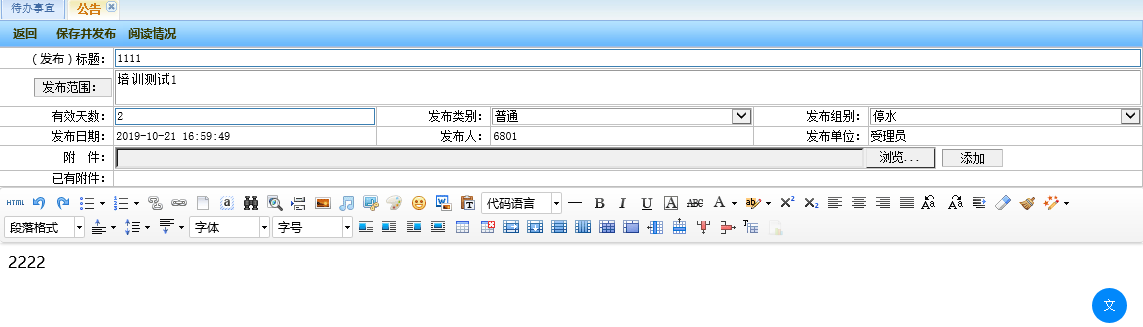 待办事宜 公告
返回 保存并发布 阅读情况
(发布)标题: 1111
发布范围: 培训测试1
有效天数: 2 发布类别: 普通 发布组别: 停水
发布日期: 2019-10-21 16:59:49 发布人: 6801 发布单位: 受理员
附 件: 浏览... 添加
已有附件:
HTML 代码语言 B I U A ABC A ab X² X₂
段落格式 字体 字号
2222
文